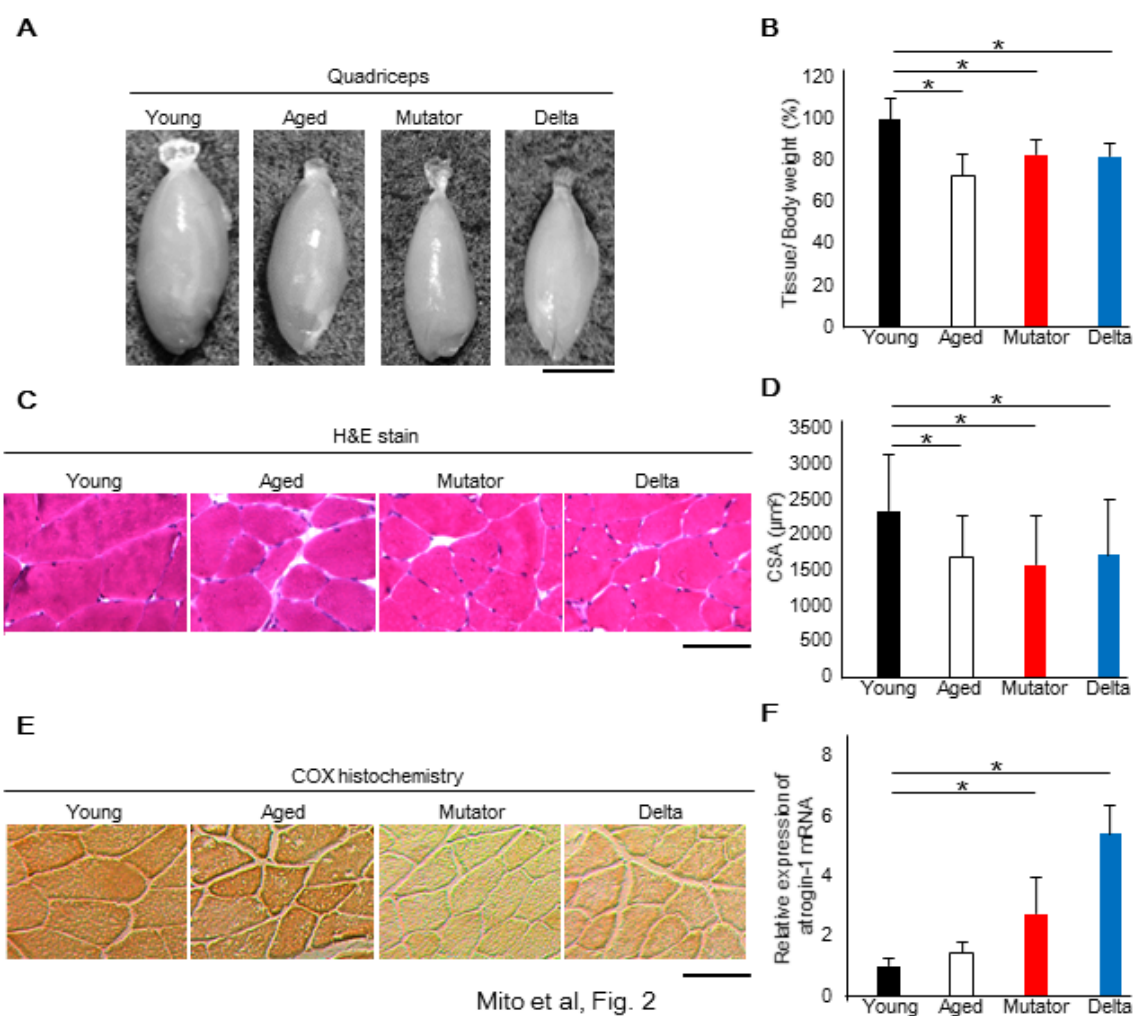 A
Quadriceps
Young Aged Mutator Delta
B
*
*
*
Tissue/ Body weight (%)
120
100
80
60
40
20
0
Young Aged Mutator Delta
C
H&E stain
Young Aged Mutator Delta
D
*
*
*
CSA (µm²)
3500
3000
2500
2000
1500
1000
500
0
Young Aged Mutator Delta
E
COX histochemistry
Young Aged Mutator Delta
F
*
*
Relative expression of
atrogin-1 mRNA
8
6
4
2
0
Young Aged Mutator Delta
Mito et al, Fig. 2